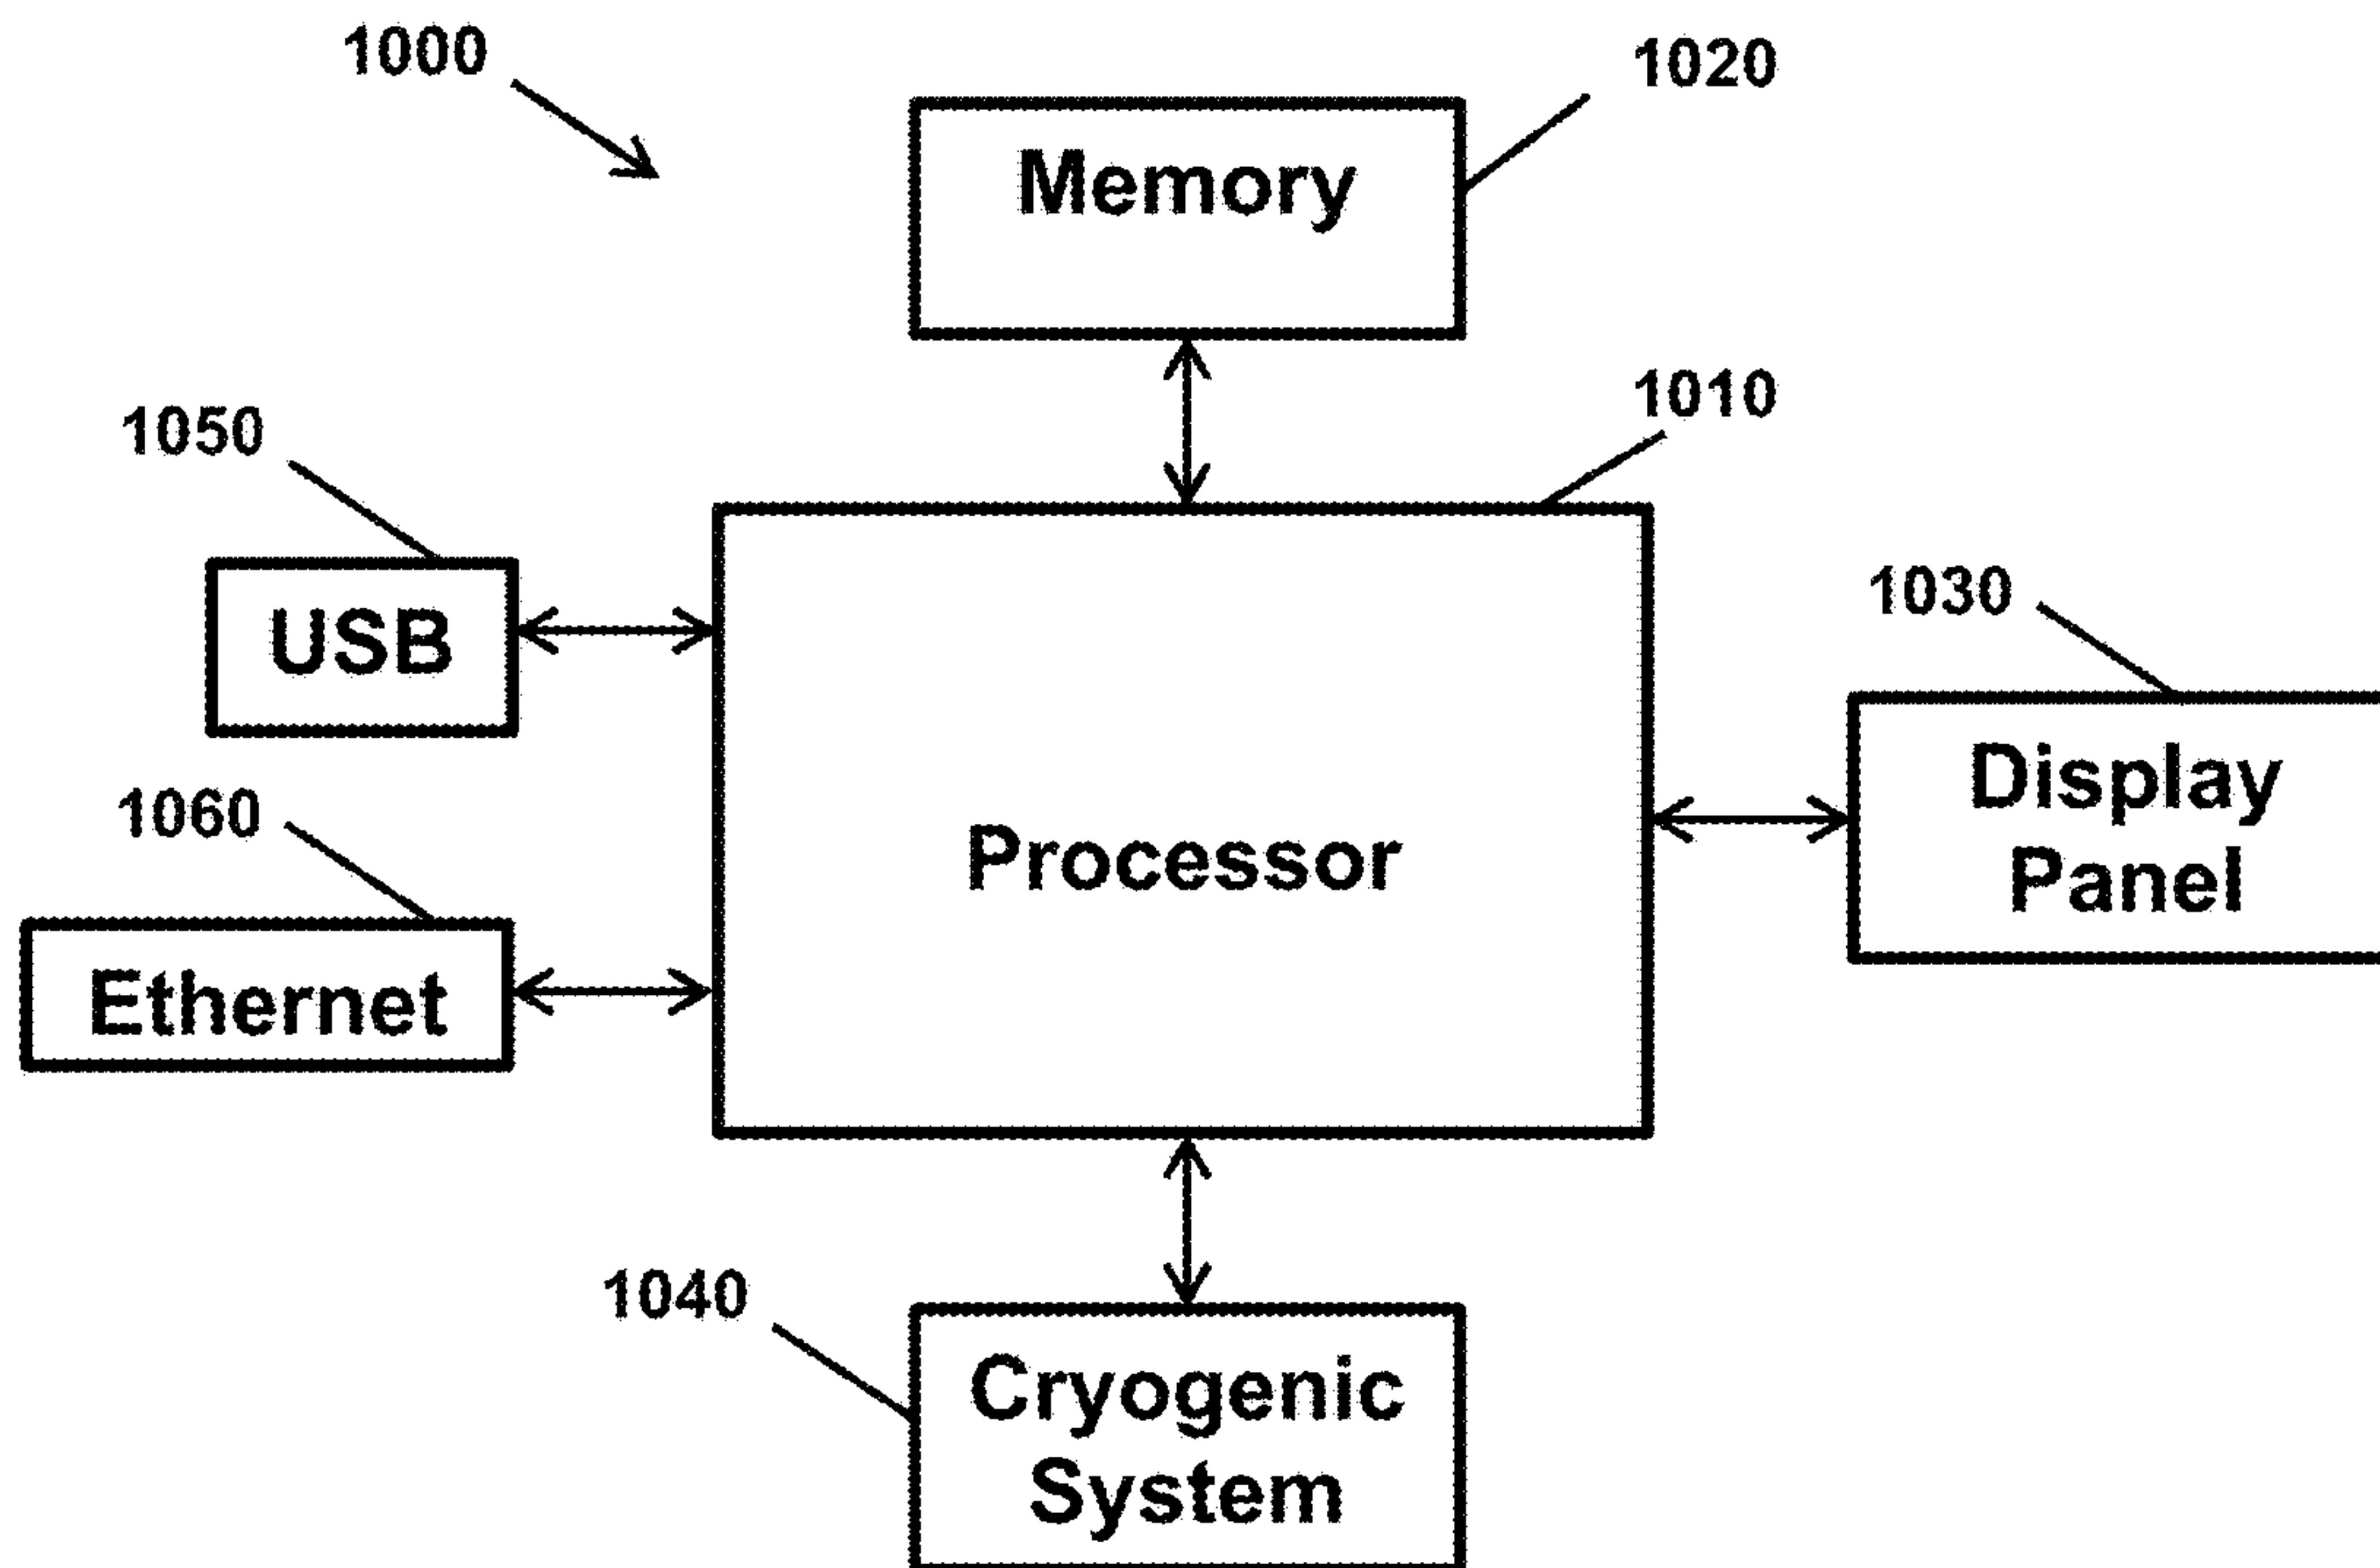 1000
1020
Memory
1010
1050
USB
1030
Display
Panel
1060
Processor
Ethernet
1040
Cryogenic
System